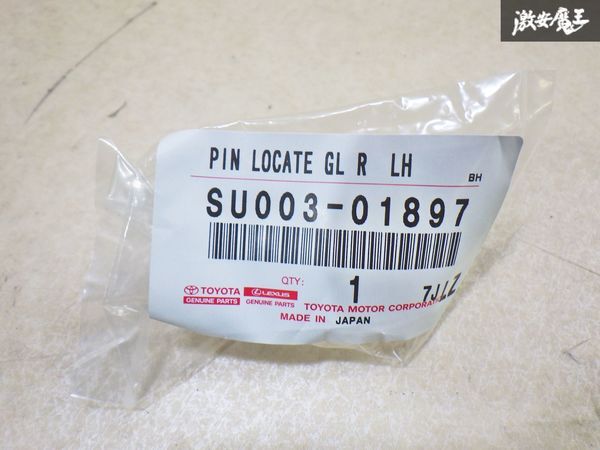 激安魔王
PIN LOCATE GL R LH
BH
SU003-01897
QTY: 1 7JLZ
TOYOTA LEXUS
GENUINE PARTS GENUINE PARTS TOYOTA MOTOR CORPORA
MADE IN JAPAN